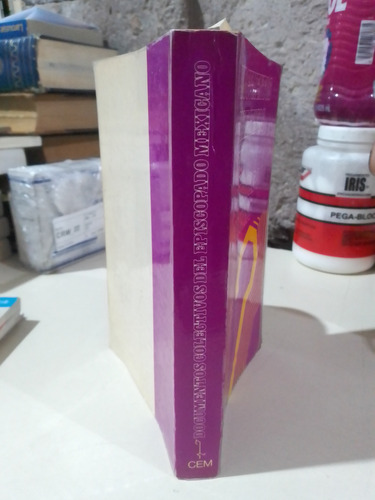 DOCUMENTOS COLECTIVOS DEL EPISCOPADO MEXICANO
CEM
IRIS
PEGA-BLOC